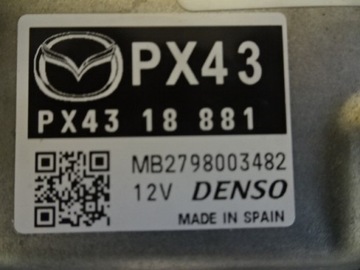 PX43
PX43 18 881
MB2798003482
12V DENSO
MADE IN SPAIN